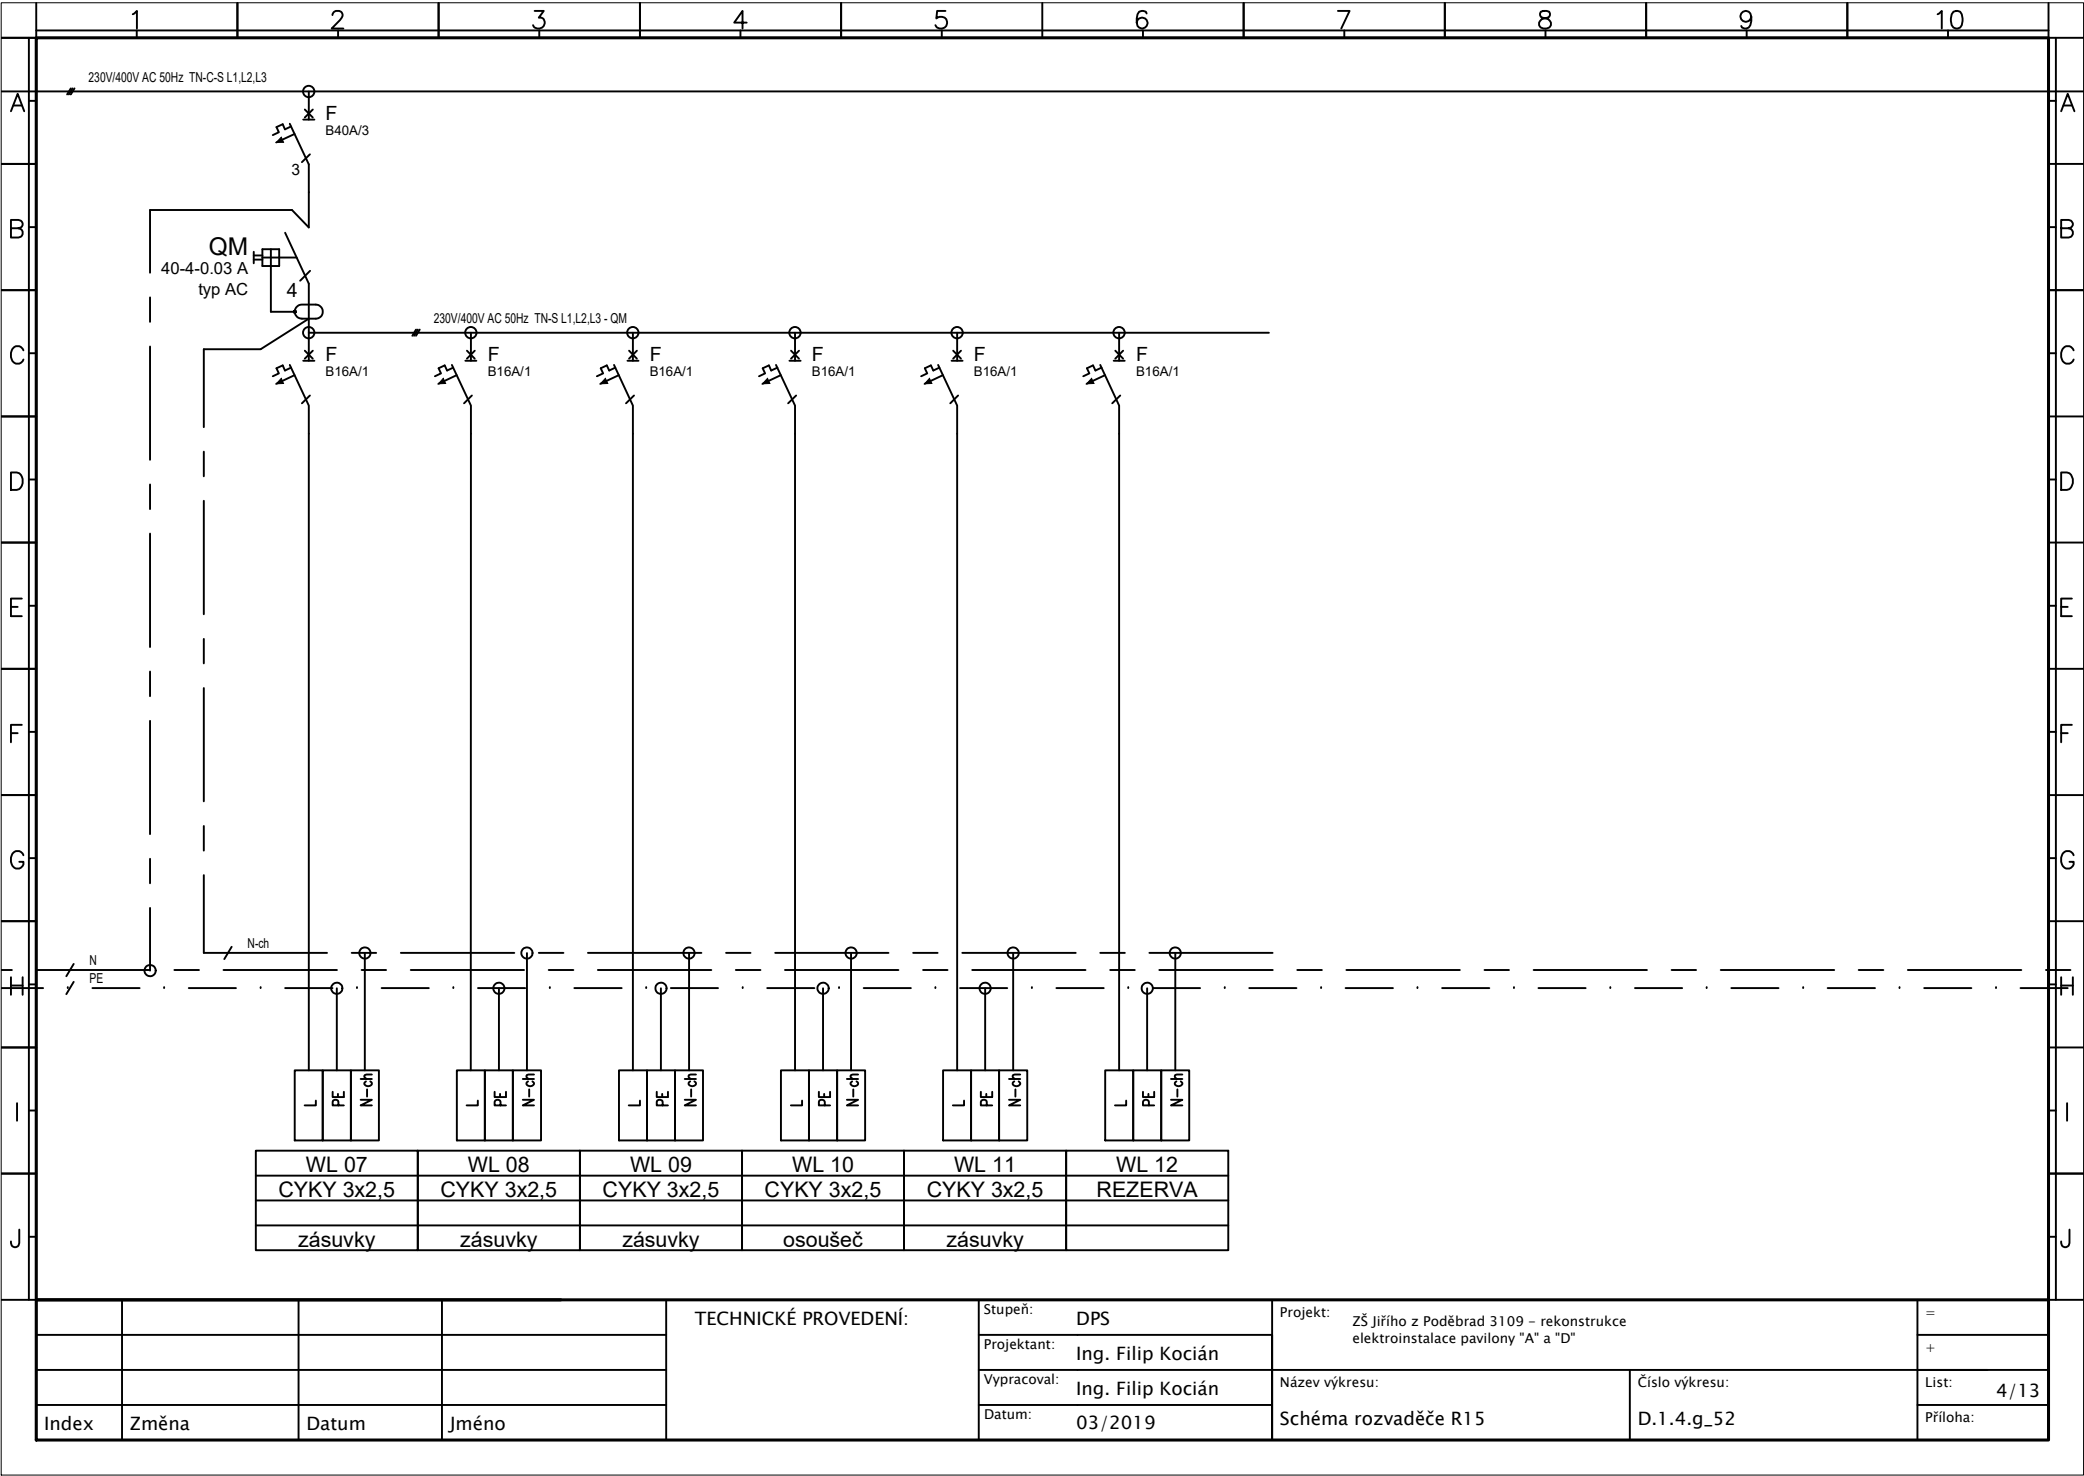 1 2 3 4 5 6 7 8 9 10
230V/400V AC 50Hz TN-C-S L1,L2,L3
A A
F
B40A/3
3
B B
QM
40-4-0.03 A
typ AC
4
230V/400V AC 50Hz TN-S L1,L2,L3 - QM
C C
F F F F F F
B16A/1 B16A/1 B16A/1 B16A/1 B16A/1 B16A/1
D D
E E
F F
G G
N-ch
N
PE
H H
L PE N-ch L PE N-ch L PE N-ch L PE N-ch L PE N-ch L PE N-ch
I I
WL 07 WL 08 WL 09 WL 10 WL 11 WL 12
CYKY 3x2,5 CYKY 3x2,5 CYKY 3x2,5 CYKY 3x2,5 CYKY 3x2,5 REZERVA
J J
zásuvky zásuvky zásuvky osoušeč zásuvky
TECHNICKÉ PROVEDENÍ:
Stupeň: DPS
Projektant: Ing. Filip Kocián
Vypracoval: Ing. Filip Kocián
Datum: 03/2019
Projekt: ZŠ Jiřího z Poděbrad 3109 - rekonstrukce
elektroinstalace pavilony "A" a "D"
=
+
Název výkresu:
Schéma rozvaděče R15
Číslo výkresu:
D.1.4.g_52
List: 4/13
Příloha:
Index Změna Datum Jméno